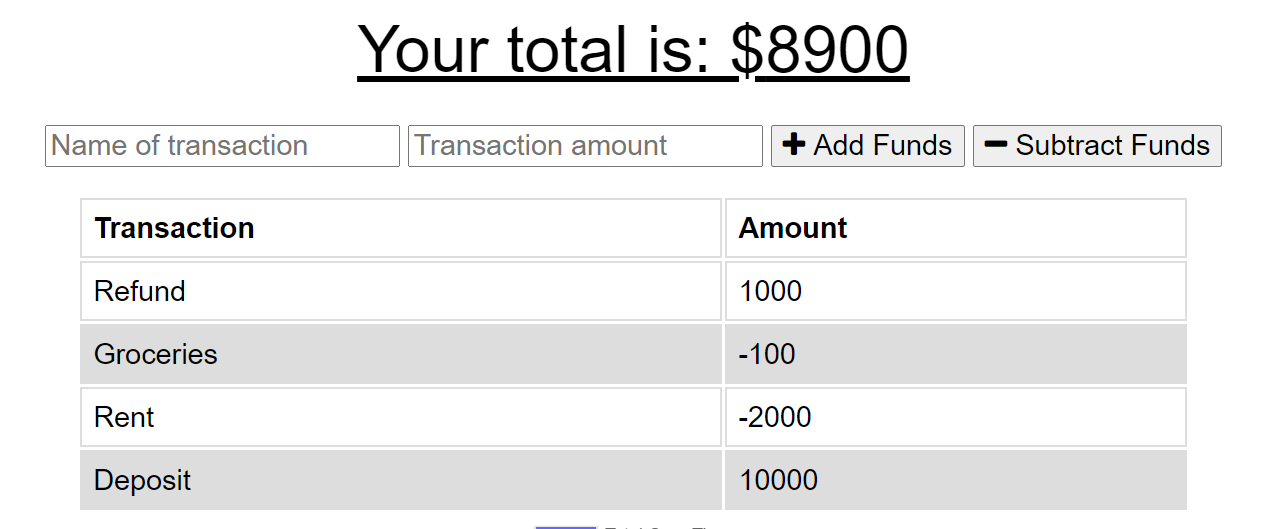 Your total is: $8900
Name of transaction Transaction amount Add Funds Subtract Funds
Transaction Amount
Refund 1000
Groceries -100
Rent -2000
Deposit 10000